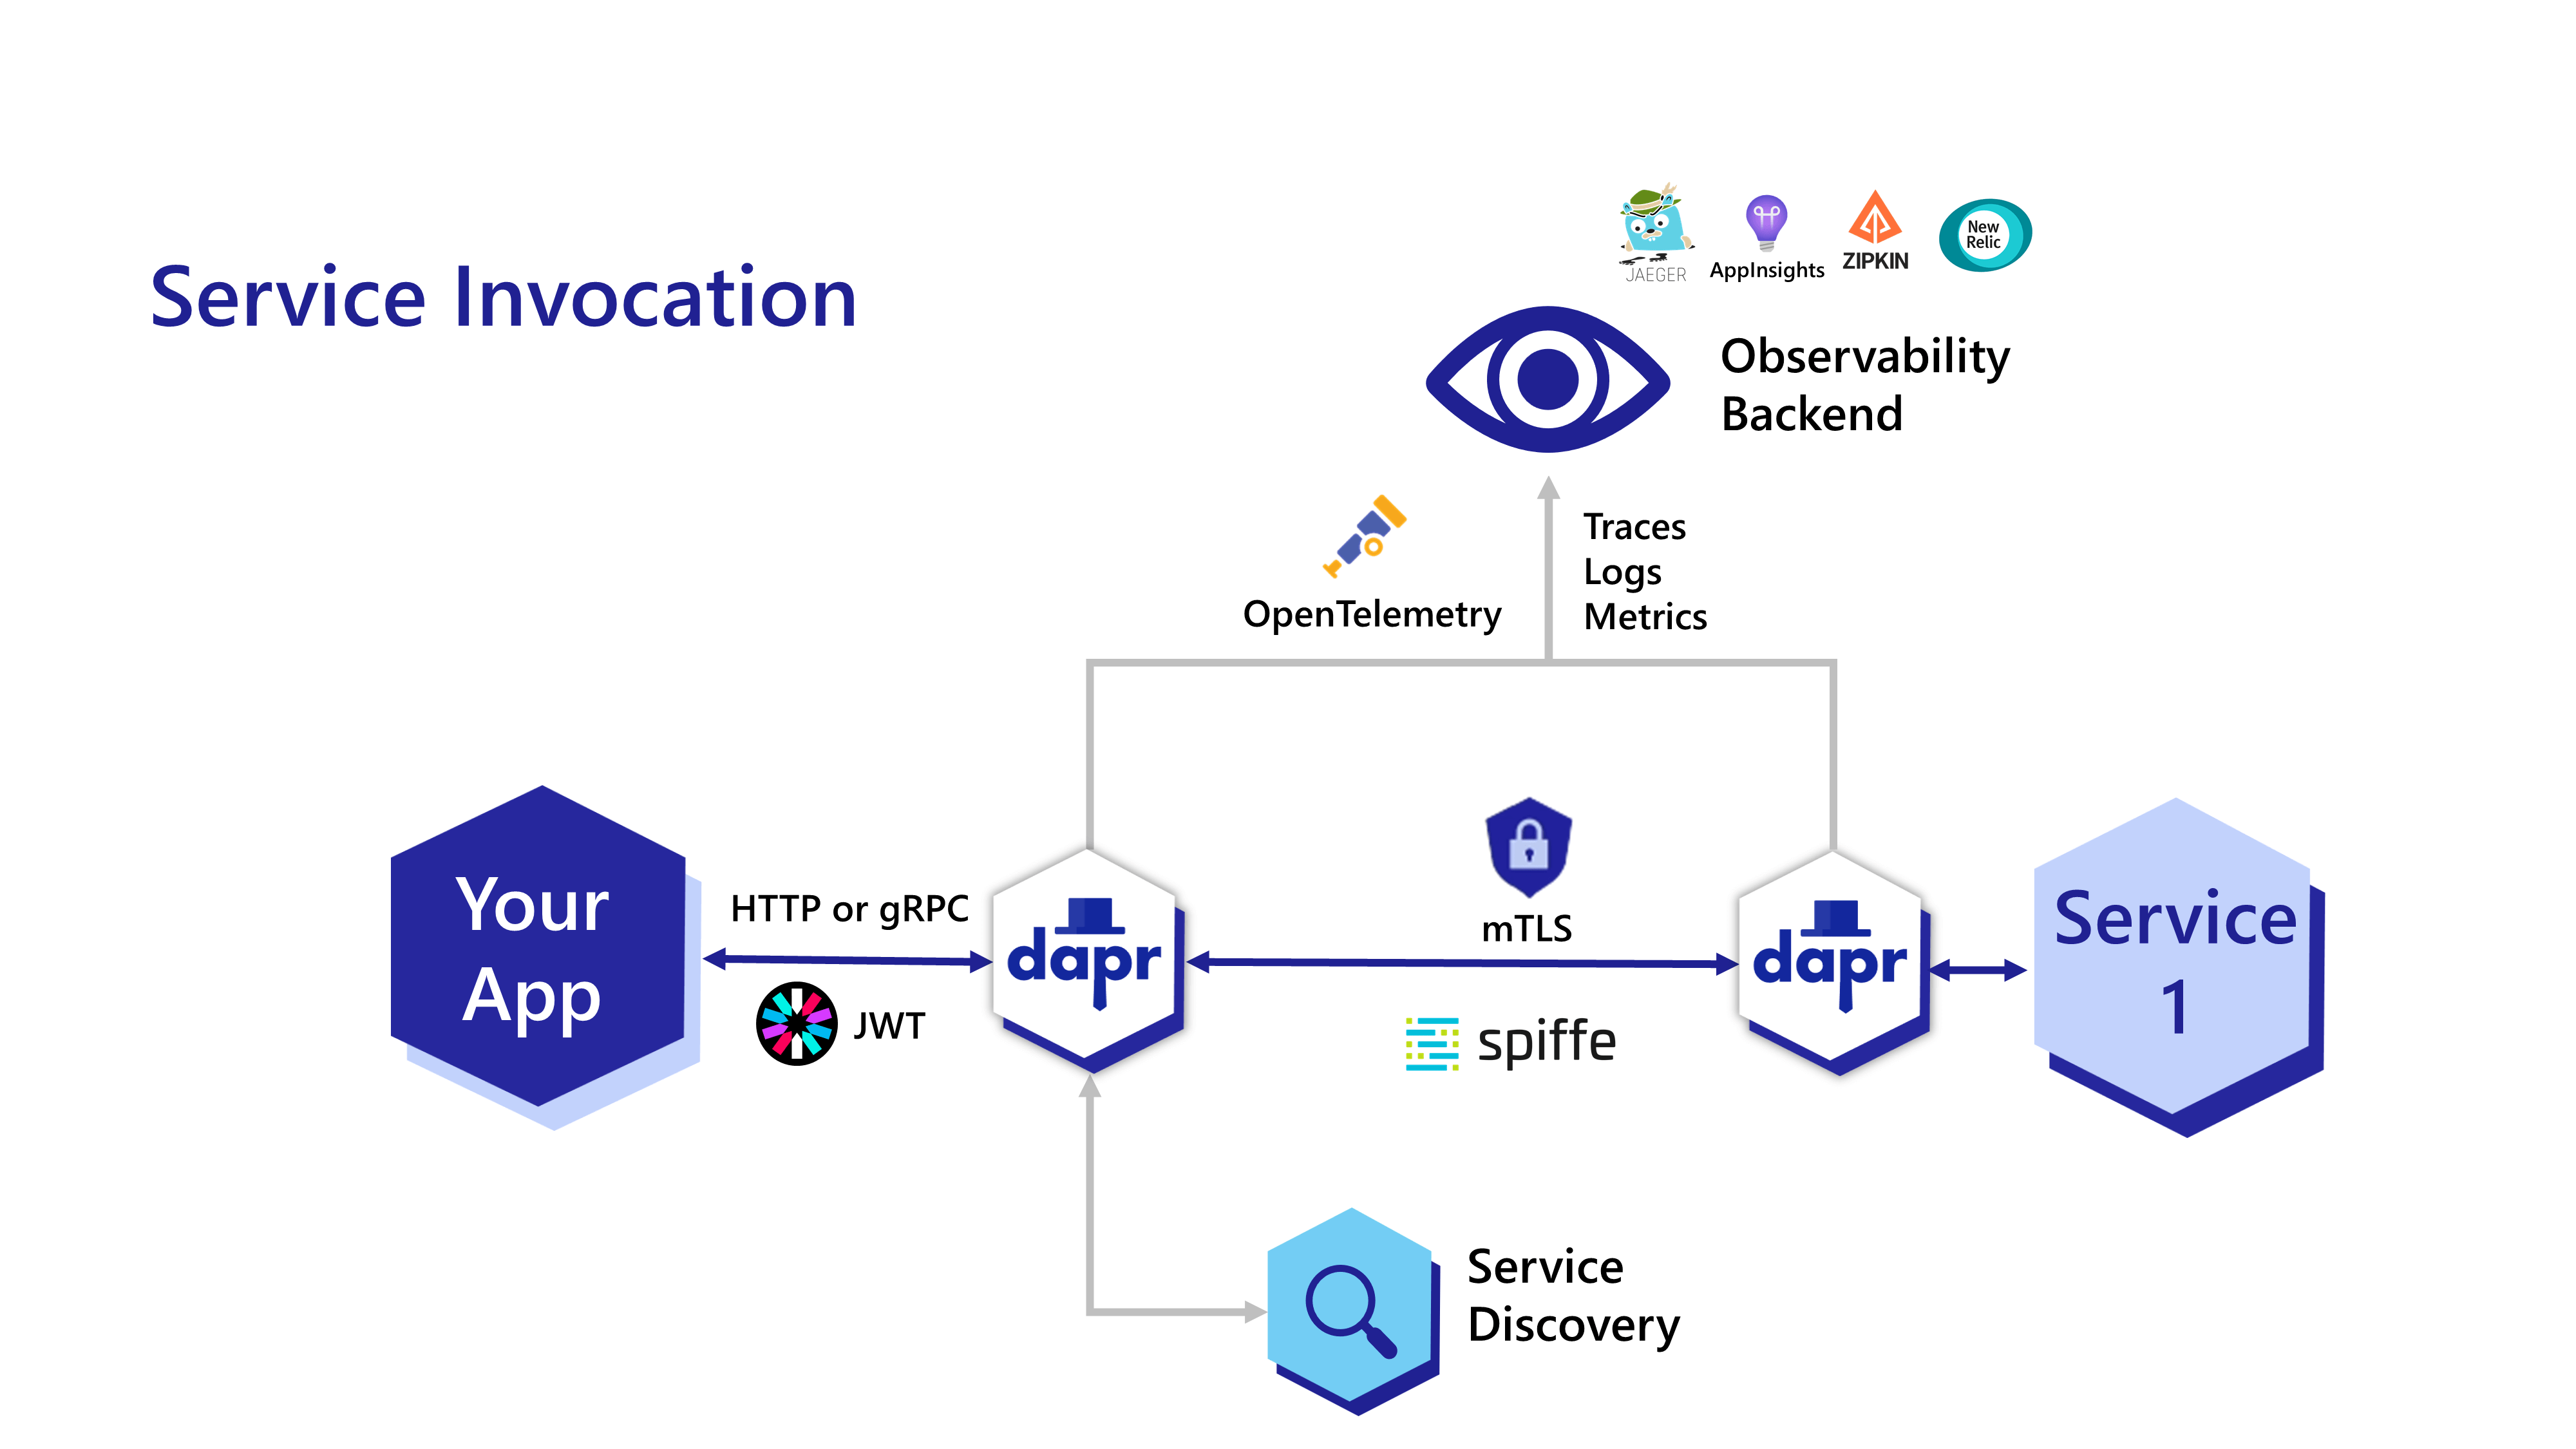 Service Invocation
JAEGER
AppInsights
ZIPKIN
New
Relic
Observability
Backend
OpenTelemetry
Traces
Logs
Metrics
Your
App
HTTP or gRPC
JWT
dapr
mTLS
spiffe
dapr
Service
1
Service
Discovery